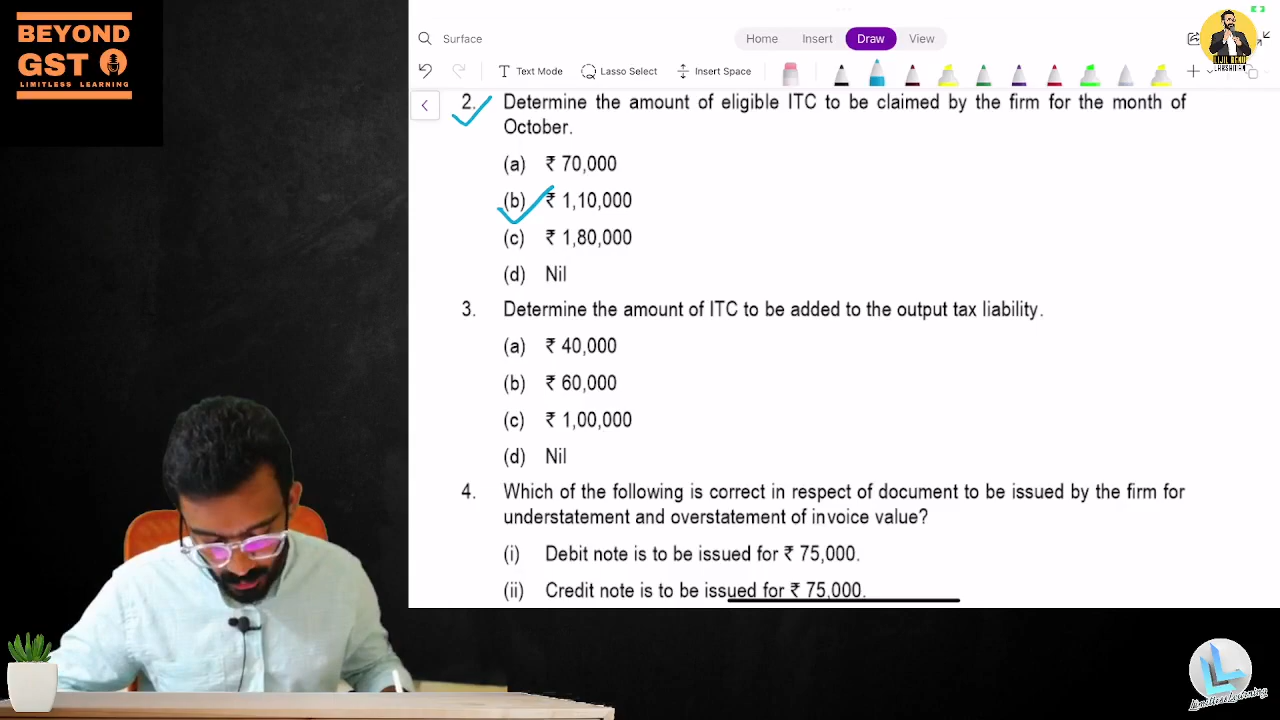 BEYOND
GST
LIMITLESS LEARNING
Surface
Home Insert Draw View
Text Mode Lasso Select Insert Space
2. Determine the amount of eligible ITC to be claimed by the firm for the month of
October.
(a) ₹ 70,000
(b) ₹ 1,10,000
(c) ₹ 1,80,000
(d) Nil
3. Determine the amount of ITC to be added to the output tax liability.
(a) ₹ 40,000
(b) ₹ 60,000
(c) ₹ 1,00,000
(d) Nil
4. Which of the following is correct in respect of document to be issued by the firm for
understatement and overstatement of invoice value?
(i) Debit note is to be issued for ₹ 75,000.
(ii) Credit note is to be issued for ₹ 75,000.
Limitless Learning